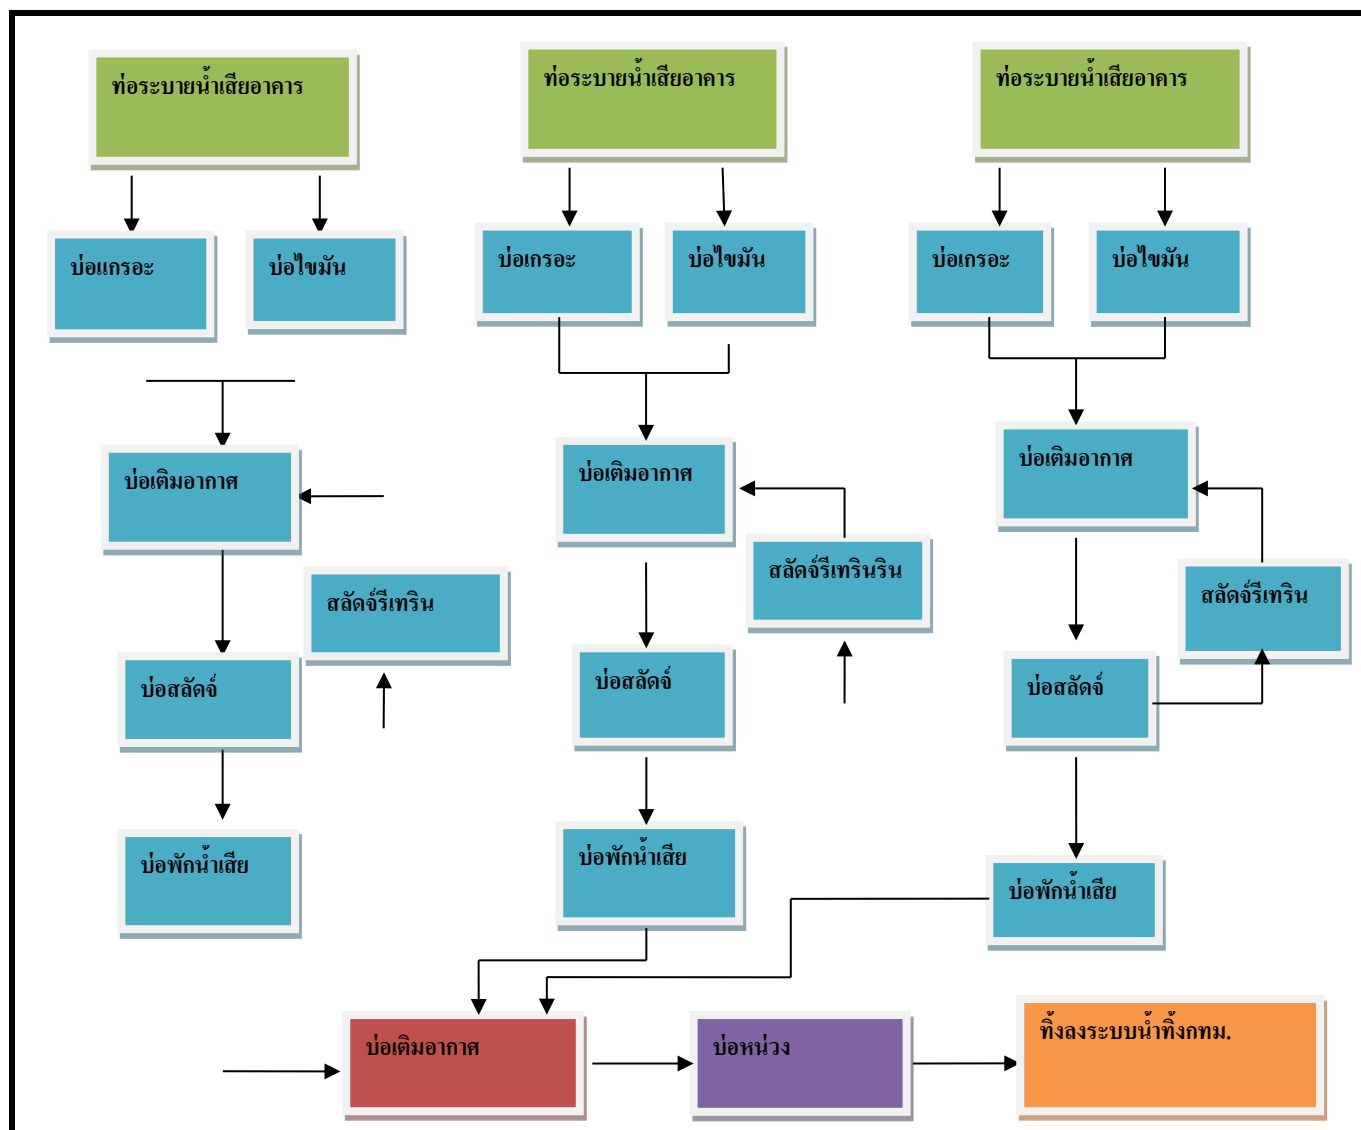 ท่อระบายน้ำเสียอาคาร
ท่อระบายน้ำเสียอาคาร
ท่อระบายน้ำเสียอาคาร
บ่อแกรอะ
บ่อไขมัน
บ่อเกรอะ
บ่อไขมัน
บ่อเกรอะ
บ่อไขมัน
บ่อเติมอากาศ
บ่อเติมอากาศ
บ่อเติมอากาศ
สลัดจ์รีเทริน
สลัดจ์รีเทรินริน
สลัดจ์รีเทริน
บ่อสลัดจ์
บ่อสลัดจ์
บ่อสลัดจ์
บ่อพักน้ำเสีย
บ่อพักน้ำเสีย
บ่อพักน้ำเสีย
บ่อเติมอากาศ
บ่อหน่วง
ทิ้งลงระบบน้ำทิ้งกทม.